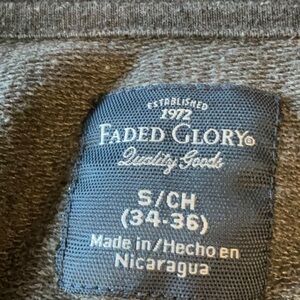 ESTABLISHED
1972
FADED GLORY®
Quality Goods
S/CH
(34-36)
Made in/Hecho en
Nicaragua